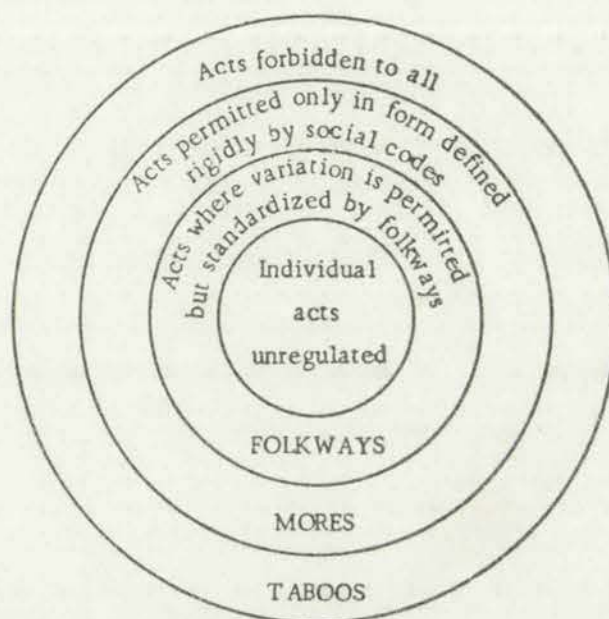 Acts forbidden to all
Acts permitted only in form defined
rigidly by social codes
Acts where variation is permitted
but standardized by folkways
Individual
acts
unregulated
FOLKWAYS
MORES
TABOOS